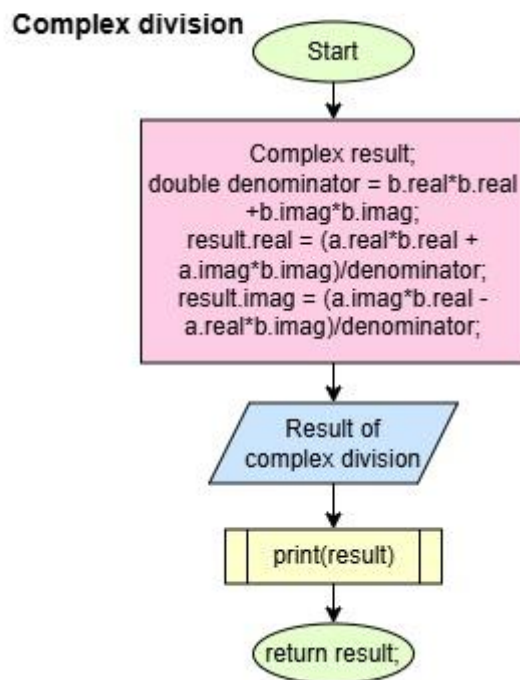 Complex division
Start
Complex result;
double denominator = b.real*b.real
+b.imag*b.imag;
result.real = (a.real*b.real +
a.imag*b.imag)/denominator;
result.imag = (a.imag*b.real -
a.real*b.imag)/denominator;
Result of
complex division
print(result)
return result;